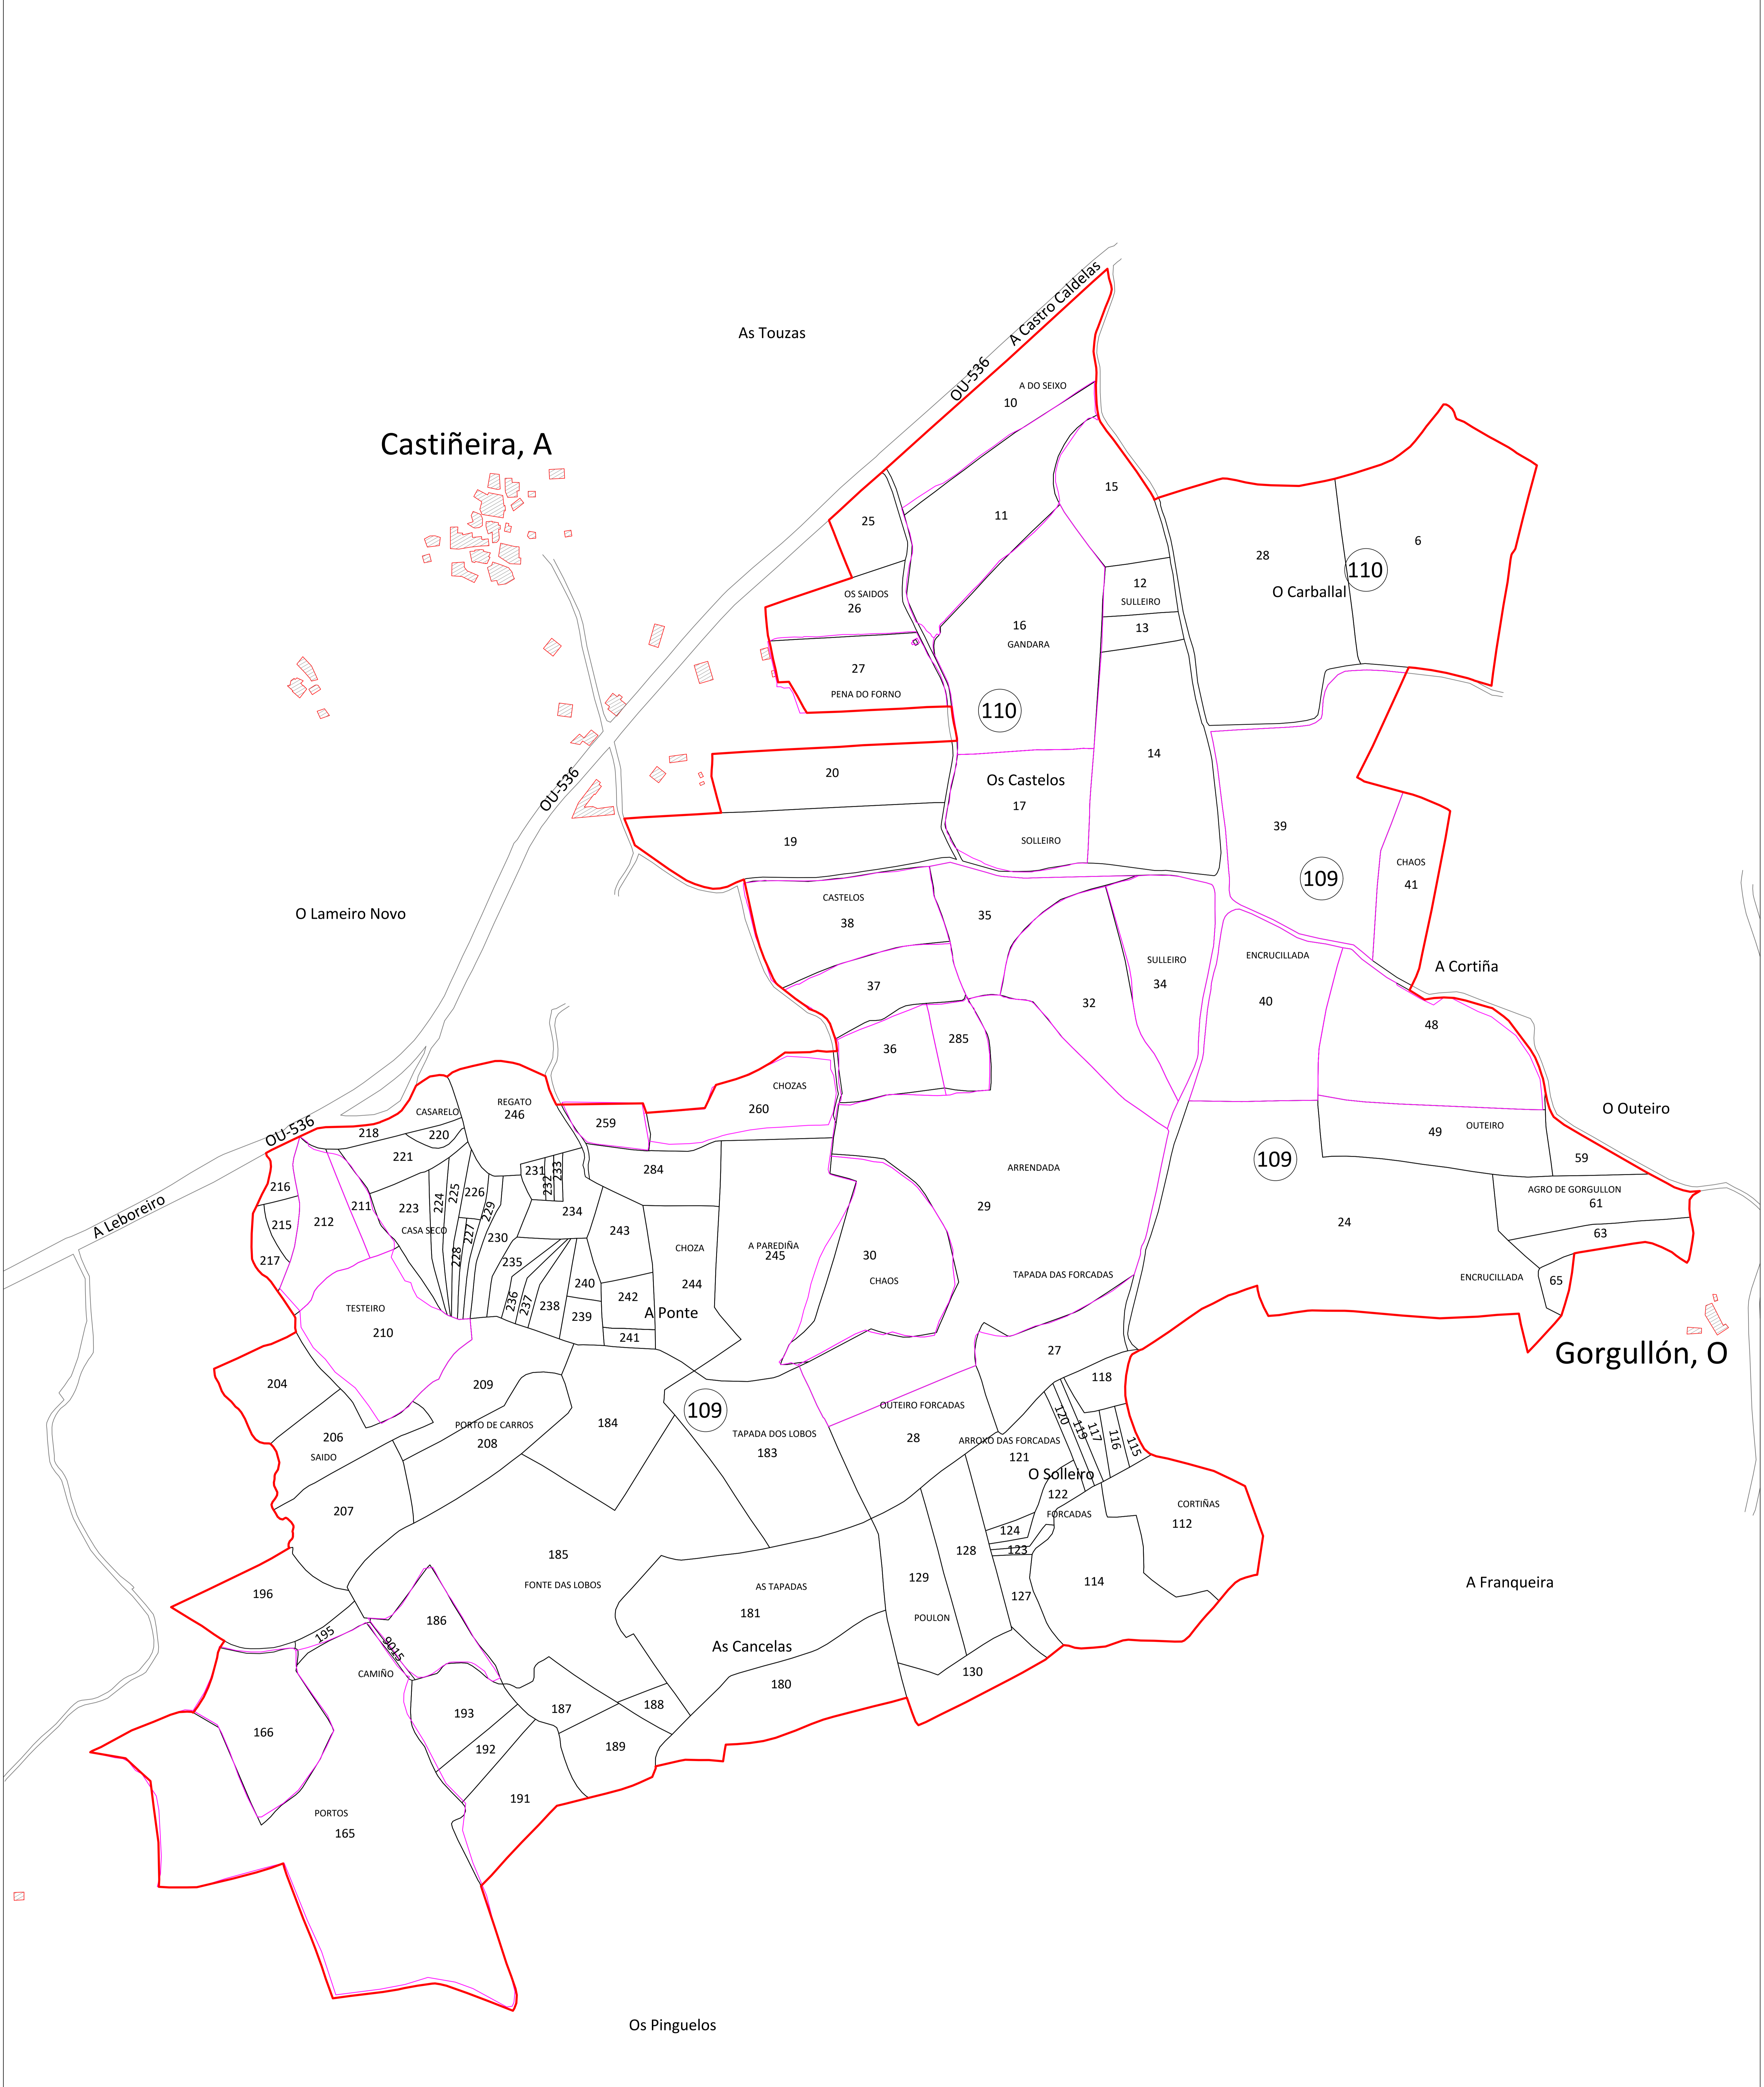 A Castro Caldelas
As Touzas
OU-536
A DO SEIXO
10
Castiñeira, A
15
25
11
6
28
110
12
O Carballal
OS SAIDOS
26
SULLEIRO
16
13
GANDARA
27
PENA DO FORNO
110
14
20
OU-536
Os Castelos
17
39
19
SOLLEIRO
CHAOS
109
41
CASTELOS
O Lameiro Novo
35
38
ENCRUCILLADA
SULLEIRO
A Cortiña
37
34
32
40
48
285
36
CHOZAS
REGATO
260
O Outeiro
CASARELO
246
259
OU-536
218
220
49
OUTEIRO
221
109
59
231
232
233
284
ARRENDADA
216
224
225
226
AGRO DE GORGULLON
61
211
223
29
A Leboreiro
229
234
215
212
24
CASA SECO
227
243
63
230
CHOZA
A PAREDIÑA
245
30
228
235
217
TAPADA DAS FORCADAS
ENCRUCILLADA
240
244
CHAOS
65
242
236
237
238
TESTEIRO
A Ponte
239
210
241
27
Gorgullón, O
118
204
209
OUTEIRO FORCADAS
109
120
PORTO DE CARROS
184
119
117
116
115
TAPADA DOS LOBOS
206
28
ARROXO DAS FORCADAS
208
183
SAIDO
121
O Solleiro
122
CORTIÑAS
207
FORCADAS
112
124
123
185
128
129
114
A Franqueira
FONTE DAS LOBOS
AS TAPADAS
196
127
181
POULON
186
195
9015
As Cancelas
CAMIÑO
130
180
188
187
193
166
189
192
191
PORTOS
165
Os Pinguelos